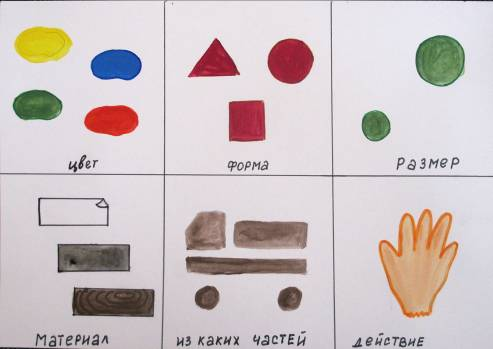 цвет
форма
размер
материал
из каких частей
действие